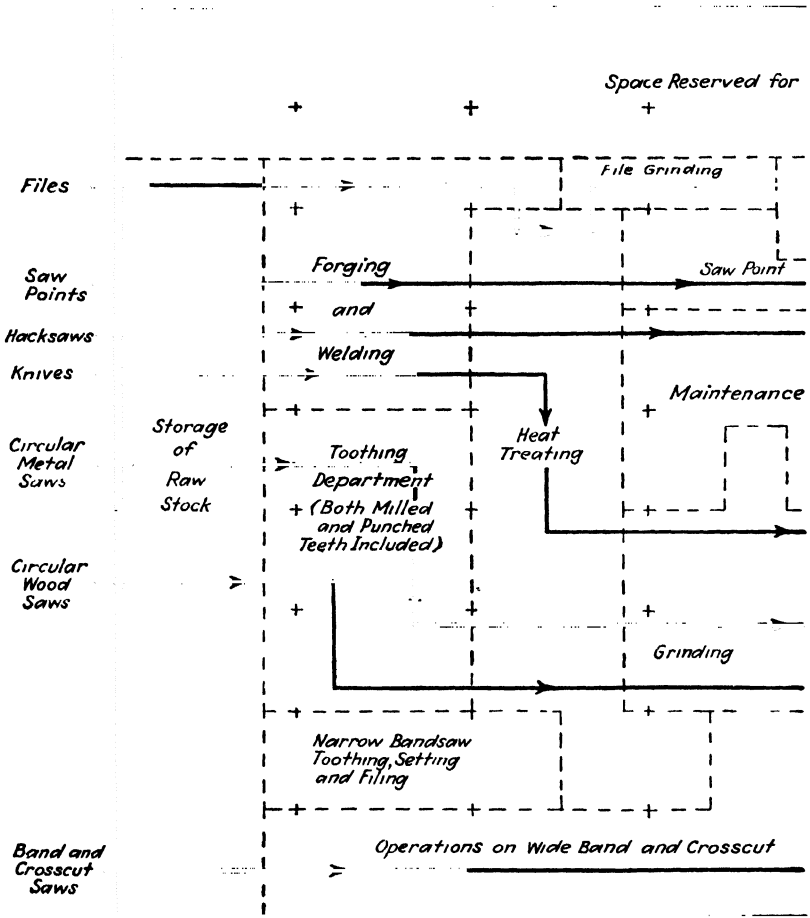 Space Reserved for
File Grinding
Files
Forging
Saw Point
Saw
Points
and
Hacksaws
Welding
Knives
Maintenance
Storage
of
Raw
Stock
Heat
Treating
Circular
Metal
Saws
Toothing
Department
(Both Milled
and Punched
Teeth Included)
Circular
Wood
Saws
Grinding
Narrow Bandsaw
Toothing, Setting
and Filing
Operations on Wide Band and Crosscut
Band and
Crosscut
Saws